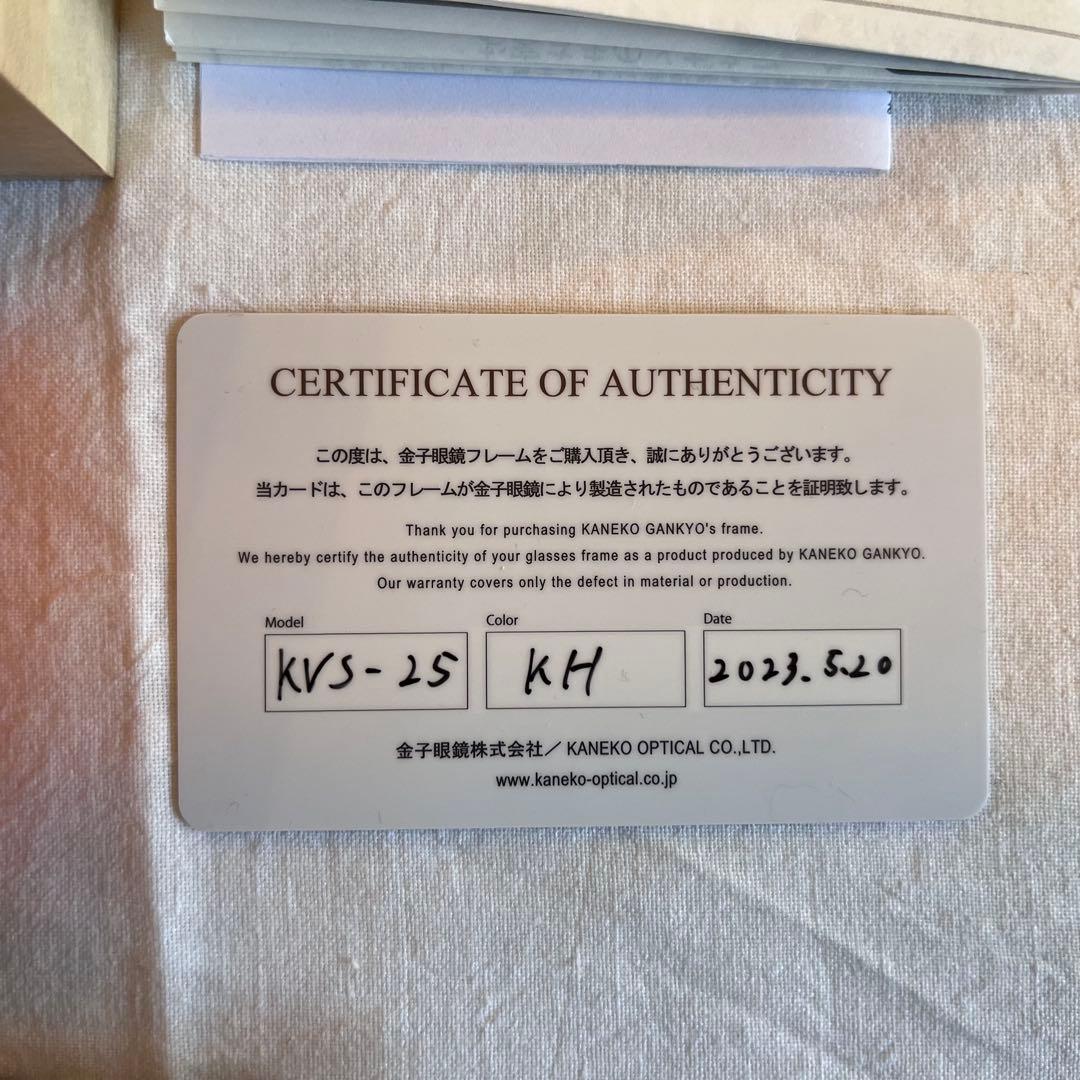 CERTIFICATE OF AUTHENTICITY
この度は、金子眼鏡フレームをご購入頂き、誠にありがとうございます。
当カードは、このフレームが金子眼鏡により製造されたものであることを証明致します。
Thank you for purchasing KANEKO GANKYO's frame.
We hereby certify the authenticity of your glasses frame as a product produced by KANEKO GANKYO.
Our warranty covers only the defect in material or production.
Model Color Date
KVS-25 KH 2023.5.20
金子眼鏡株式会社／KANEKO OPTICAL CO.,LTD.
www.kaneko-optical.co.jp